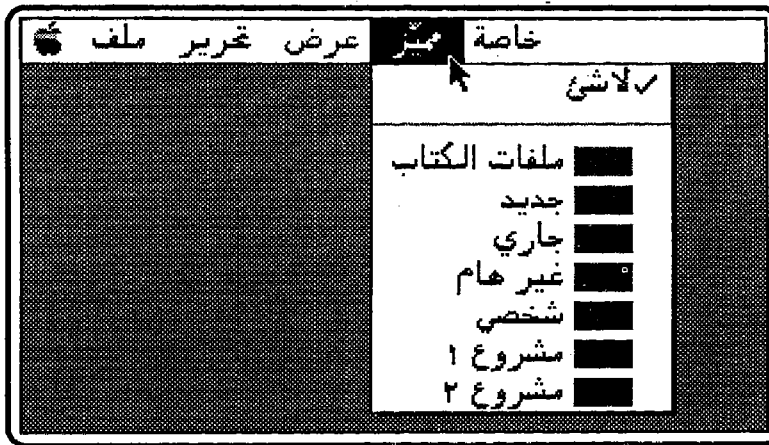 خاصة مميّز عرض تحرير ملف
✓لاشئ
ملفات الكتاب
جديد
جاري
غير هام
شخصي
مشروع ١
مشروع ٢